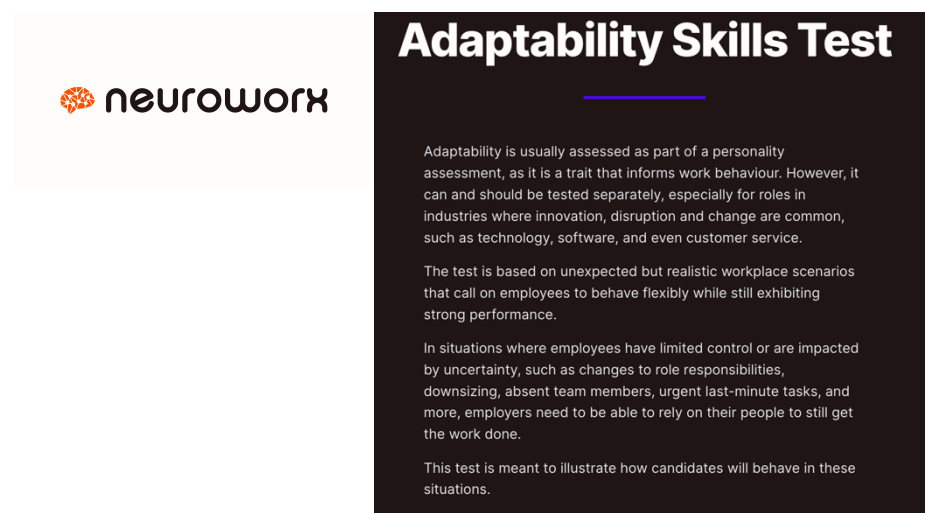 neuroworx
Adaptability Skills Test
Adaptability is usually assessed as part of a personality
assessment, as it is a trait that informs work behaviour. However, it
can and should be tested separately, especially for roles in
industries where innovation, disruption and change are common,
such as technology, software, and even customer service.
The test is based on unexpected but realistic workplace scenarios
that call on employees to behave flexibly while still exhibiting
strong performance.
In situations where employees have limited control or are impacted
by uncertainty, such as changes to role responsibilities,
downsizing, absent team members, urgent last-minute tasks, and
more, employers need to be able to rely on their people to still get
the work done.
This test is meant to illustrate how candidates will behave in these
situations.